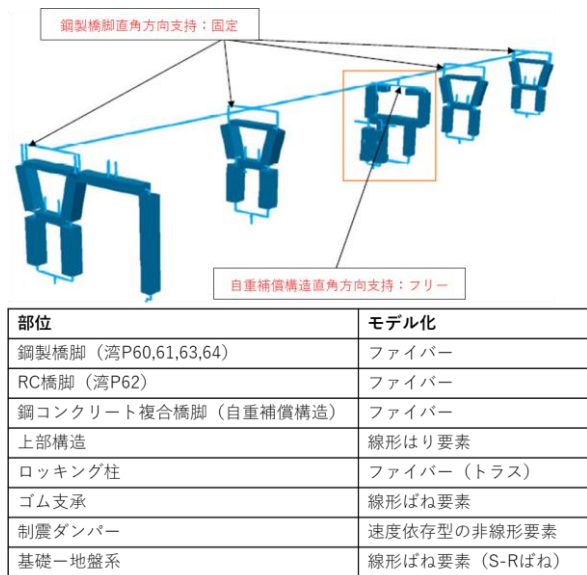 鋼製橋脚直角方向支持：固定
自重補償構造直角方向支持：フリー
部位 モデル化
鋼製橋脚（湾P60,61,63,64） ファイバー
RC橋脚（湾P62） ファイバー
鋼コンクリート複合橋脚（自重補償構造） ファイバー
上部構造 線形はり要素
ロッキング柱 ファイバー（トラス）
ゴム支承 線形ばね要素
制震ダンパー 速度依存型の非線形要素
基礎ー地盤系 線形ばね要素（S-Rばね）